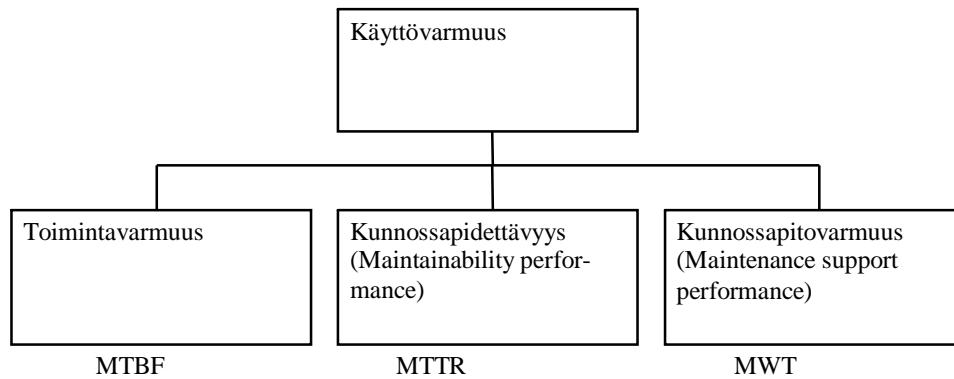 Käyttövarmuus
Toimintavarmuus
Kunnossapidettävyys
(Maintainability perfor-
mance)
Kunnossapitovarmuus
(Maintenance support
performance)
MTBF
MTTR
MWT